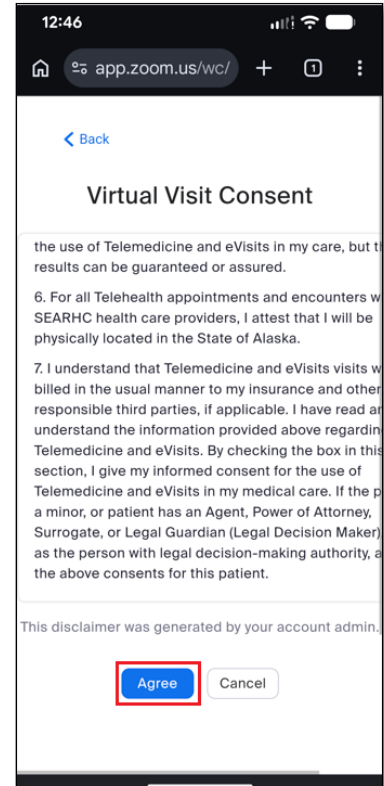 12:46
app.zoom.us/wc/
1
Back
Virtual Visit Consent
the use of Telemedicine and eVisits in my care, but
results can be guaranteed or assured.
6. For all Telehealth appointments and encounters
SEARHC health care providers, I attest that I will be
physically located in the State of Alaska.
7. I understand that Telemedicine and eVisits visits
billed in the usual manner to my insurance and other
responsible third parties, if applicable. I have read
understand the information provided above
Telemedicine and eVisits. By checking the box in this
section, I give my informed consent for the use of
Telemedicine and eVisits in my medical care. If the
a minor, or patient has an Agent, Power of Attorney,
Surrogate, or Legal Guardian (Legal Decision Maker)
as the person with legal decision-making authority,
the above consents for this patient.
This disclaimer was generated by your account admin.
Agree
Cancel